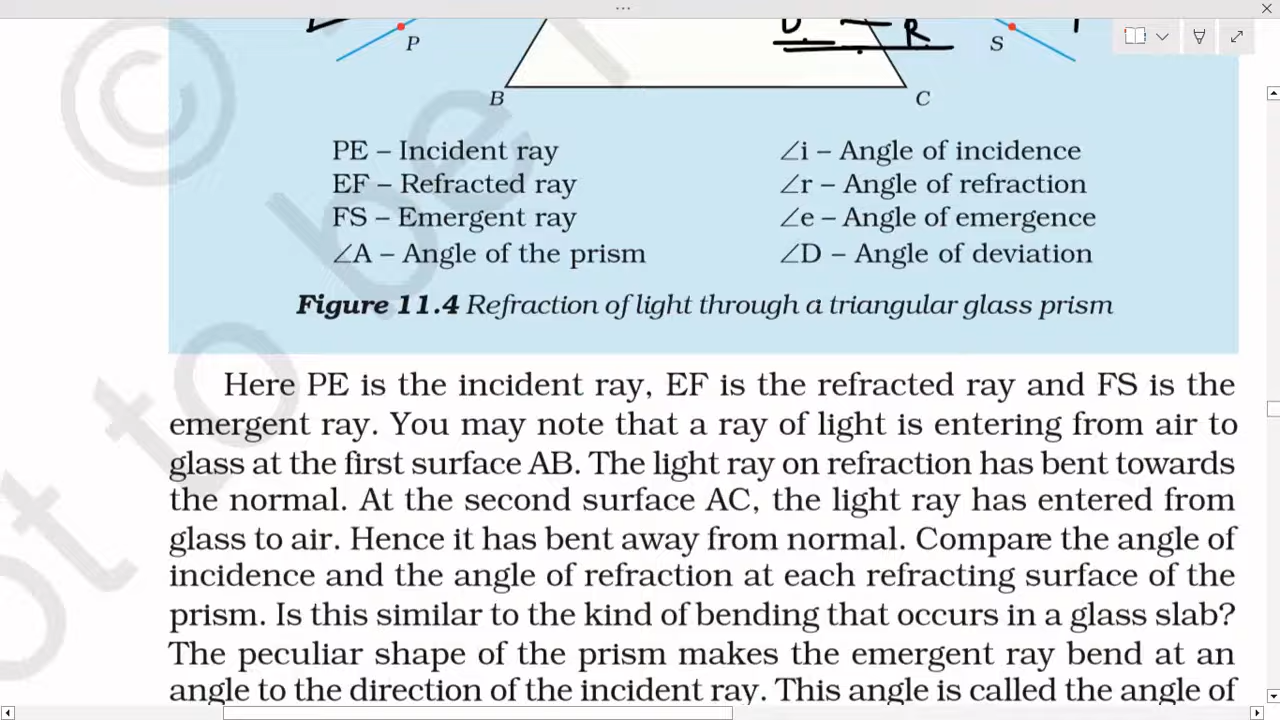 P
S
R
B
C
PE – Incident ray
∠i – Angle of incidence
EF – Refracted ray
∠r – Angle of refraction
FS – Emergent ray
∠e – Angle of emergence
∠A – Angle of the prism
∠D – Angle of deviation
Figure 11.4 Refraction of light through a triangular glass prism
Here PE is the incident ray, EF is the refracted ray and FS is the
emergent ray. You may note that a ray of light is entering from air to
glass at the first surface AB. The light ray on refraction has bent towards
the normal. At the second surface AC, the light ray has entered from
glass to air. Hence it has bent away from normal. Compare the angle of
incidence and the angle of refraction at each refracting surface of the
prism. Is this similar to the kind of bending that occurs in a glass slab?
The peculiar shape of the prism makes the emergent ray bend at an
angle to the direction of the incident ray. This angle is called the angle of
©
not to be